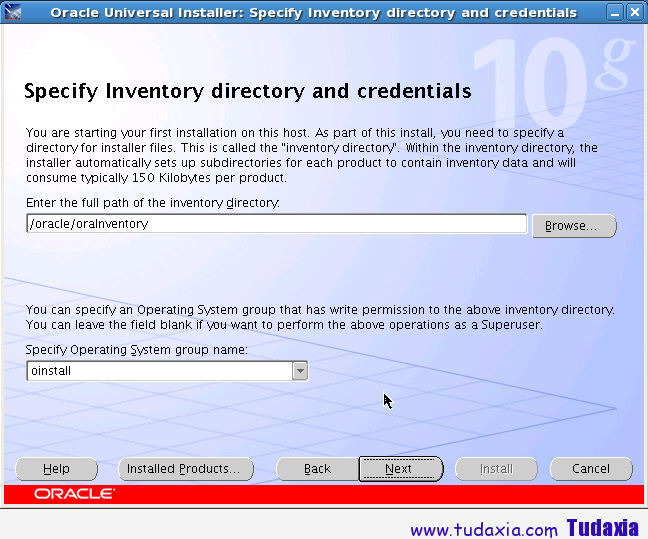 Oracle Universal Installer: Specify Inventory directory and credentials
10g
Specify Inventory directory and credentials
You are starting your first installation on this host. As part of this install, you need to specify a
directory for installer files. This is called the "inventory directory". Within the inventory directory, the
installer automatically sets up subdirectories for each product to contain inventory data and will
consume typically 150 Kilobytes per product.
Enter the full path of the inventory directory:
/oracle/oraInventory
Browse...
You can specify an Operating System group that has write permission to the above inventory directory.
You can leave the field blank if you want to perform the above operations as a Superuser.
Specify Operating System group name:
oinstall
Help Installed Products... Back Next Install Cancel
ORACLE
www.tudaxia.com Tudaxia